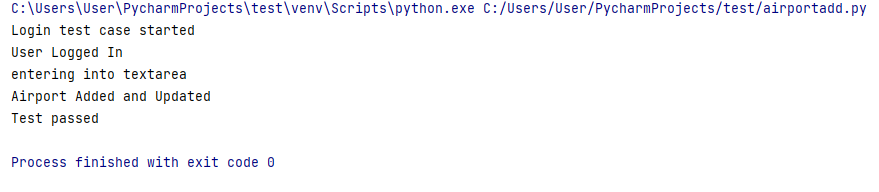 C:\Users\User\PycharmProjects\test\venv\Scripts\python.exe C:/Users/User/PycharmProjects/test/airportadd.py
Login test case started
User Logged In
entering into textarea
Airport Added and Updated
Test passed
Process finished with exit code 0